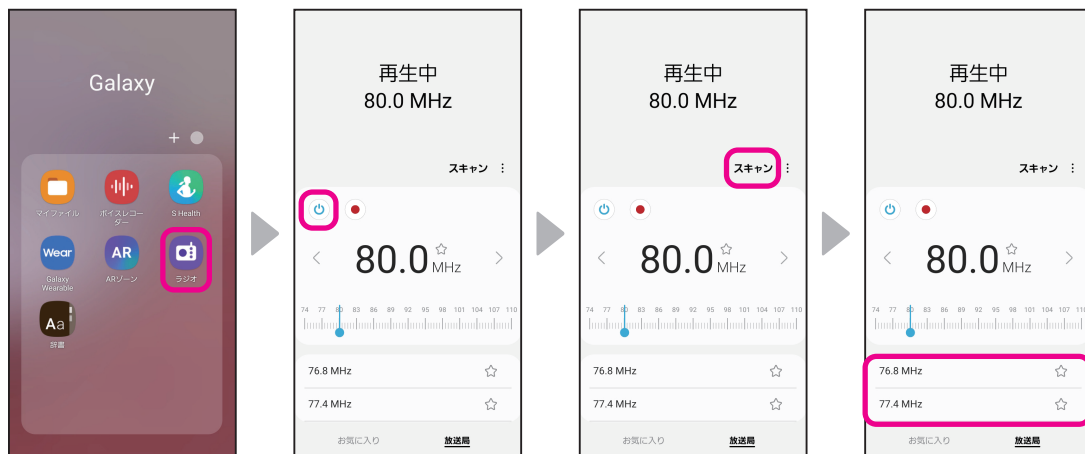 Galaxy
マイファイル
ボイスレコー
ダー
S Health
Wear
AR
Galaxy
Wearable
ARゾーン
ラジオ
Aa
辞書
再生中
80.0 MHz
スキャン
80.0 MHz
74 77 80 83 86 89 92 95 98 101 104 107 110
76.8 MHz
77.4 MHz
お気に入り 放送局
再生中
80.0 MHz
スキャン
80.0 MHz
74 77 80 83 86 89 92 95 98 101 104 107 110
76.8 MHz
77.4 MHz
お気に入り 放送局
再生中
80.0 MHz
スキャン
80.0 MHz
74 77 80 83 86 89 92 95 98 101 104 107 110
76.8 MHz
77.4 MHz
お気に入り 放送局